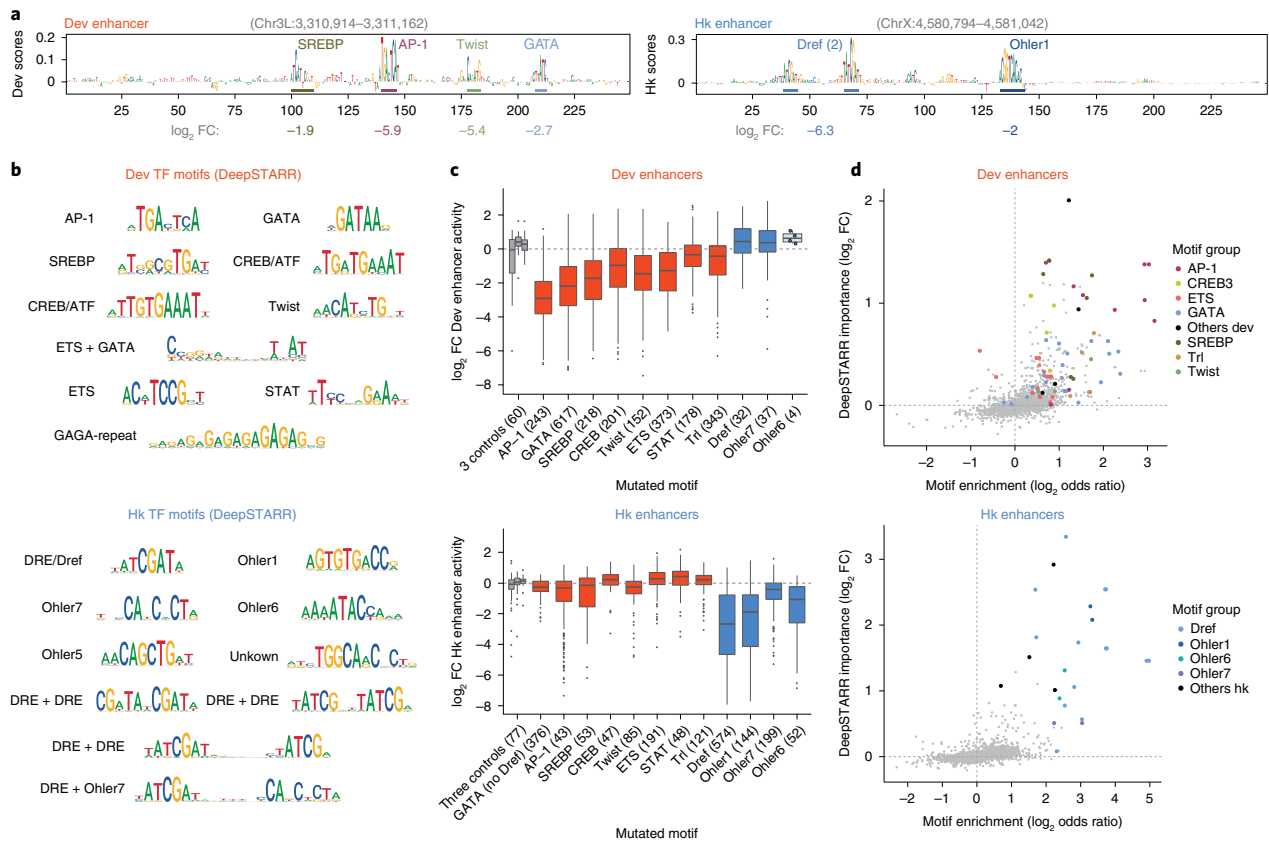 a
Dev enhancer (Chr3L:3,310,914–3,311,162)
Dev scores
0.2
0.1
0
SREBP AP-1 Twist GATA
25 50 75 100 125 150 175 200 225
log2 FC: –1.9 –5.9 –5.4 –2.7
Hk enhancer (ChrX:4,580,794–4,581,042)
Hk scores
0.3
0
Dref (2) Ohler1
25 50 75 100 125 150 175 200 225
log2 FC: –6.3 –2
b
Dev TF motifs (DeepSTARR)
AP-1 GATA
SREBP CREB/ATF
CREB/ATF Twist
ETS + GATA
ETS STAT
GAGA-repeat
Hk TF motifs (DeepSTARR)
DRE/Dref Ohler1
Ohler7 Ohler6
Ohler5 Unkown
DRE + DRE DRE + DRE
DRE + DRE
DRE + Ohler7
c
Dev enhancers
log2 FC Dev enhancer activity
2
0
–2
–4
–6
–8
3 controls (60)
AP–1 (243)
GATA (617)
SREBP (218)
CREB (201)
Twist (152)
ETS (373)
STAT (178)
Trl (343)
Dref (32)
Ohler7 (37)
Ohler6 (4)
Mutated motif
Hk enhancers
log2 FC Hk enhancer activity
2
0
–2
–4
–6
–8
Three controls (77)
GATA (no Dref) (376)
AP–1 (43)
SREBP (53)
CREB (47)
Twist (85)
ETS (191)
STAT (48)
Trl (121)
Dref (574)
Ohler1 (144)
Ohler7 (199)
Ohler6 (52)
Mutated motif
d
Dev enhancers
DeepSTARR importance (log2 FC)
2
1
0
–2 –1 0 1 2 3
Motif enrichment (log2 odds ratio)
Motif group
AP-1
CREB3
ETS
GATA
Others dev
SREBP
Trl
Twist
Hk enhancers
DeepSTARR importance (log2 FC)
3
2
1
0
–2 –1 0 1 2 3 4 5
Motif enrichment (log2 odds ratio)
Motif group
Dref
Ohler1
Ohler6
Ohler7
Others hk